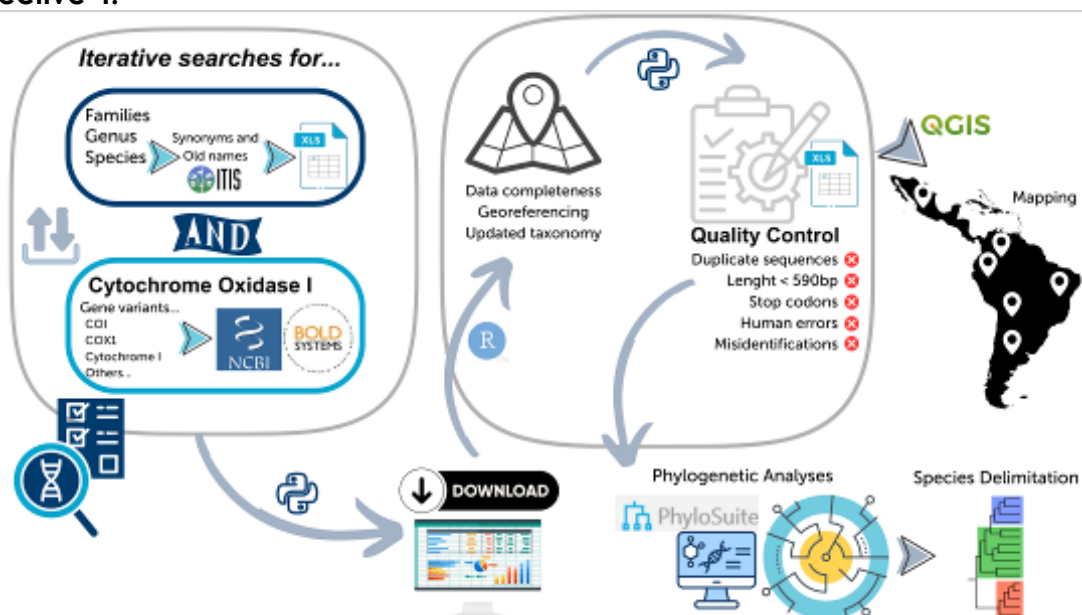 Iterative searches for...
Families
Genus
Species
Synonyms and
Old names
ITIS
XLS
AND
Cytochrome Oxidase I
Gene variants...
COI
COX1
Cytochrome I
Others...
NCBI
BOLD
SYSTEMS
DOWNLOAD
R
Data completeness
Georeferencing
Updated taxonomy
XLS
Quality Control
Duplicate sequences
Lenght < 590bp
Stop codons
Human errors
Misidentifications
QGIS
Mapping
Phylogenetic Analyses
PhyloSuite
Species Delimitation